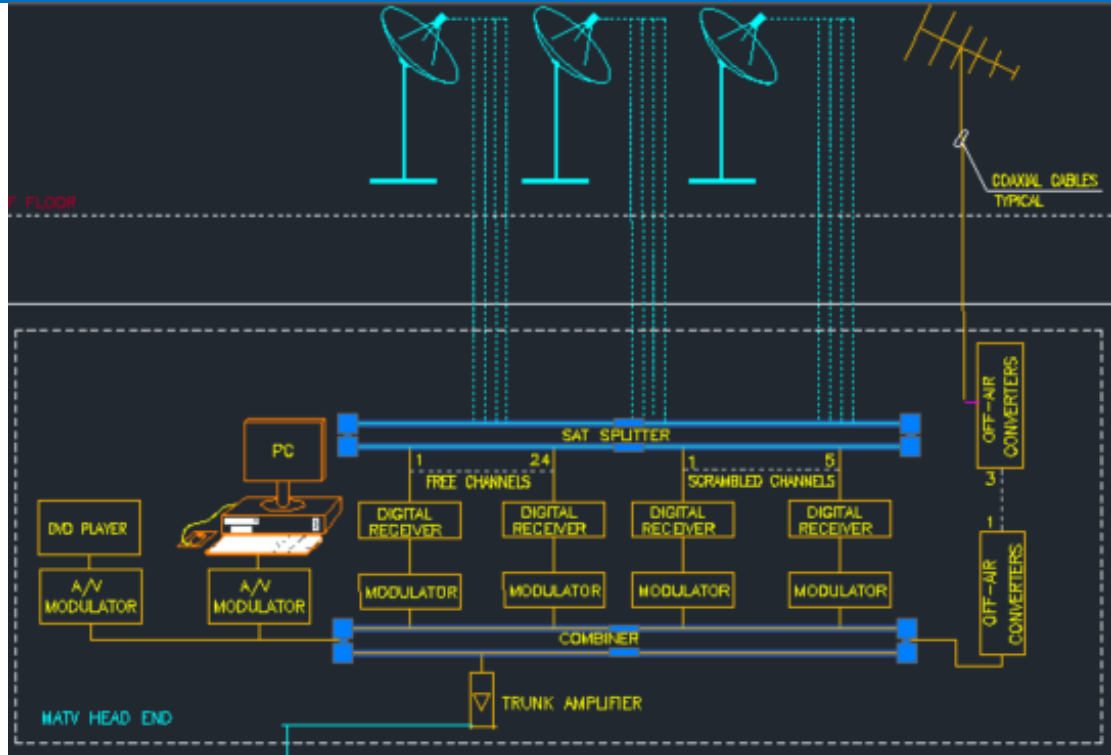 COAXIAL CABLES
TYPICAL
F FLOOR
OFF-AIR
CONVERTERS
SAT SPLITTER
PC
1
24
1
5
FREE CHANNELS
SCRAMBLED CHANNELS
3
DVD PLAYER
DIGITAL
RECEIVER
DIGITAL
RECEIVER
DIGITAL
RECEIVER
DIGITAL
RECEIVER
1
OFF-AIR
CONVERTERS
A/V
MODULATOR
A/V
MODULATOR
MODULATOR
MODULATOR
MODULATOR
MODULATOR
COMBINER
TRUNK AMPLIFIER
MATV HEAD END